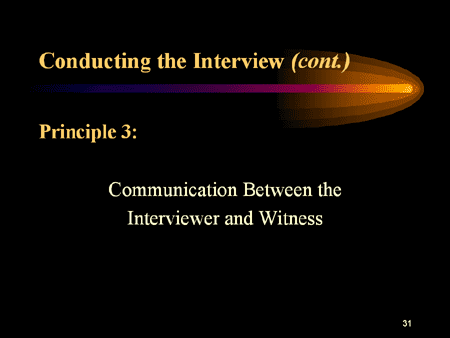 Conducting the Interview (cont.)
Principle 3:
Communication Between the
Interviewer and Witness
31